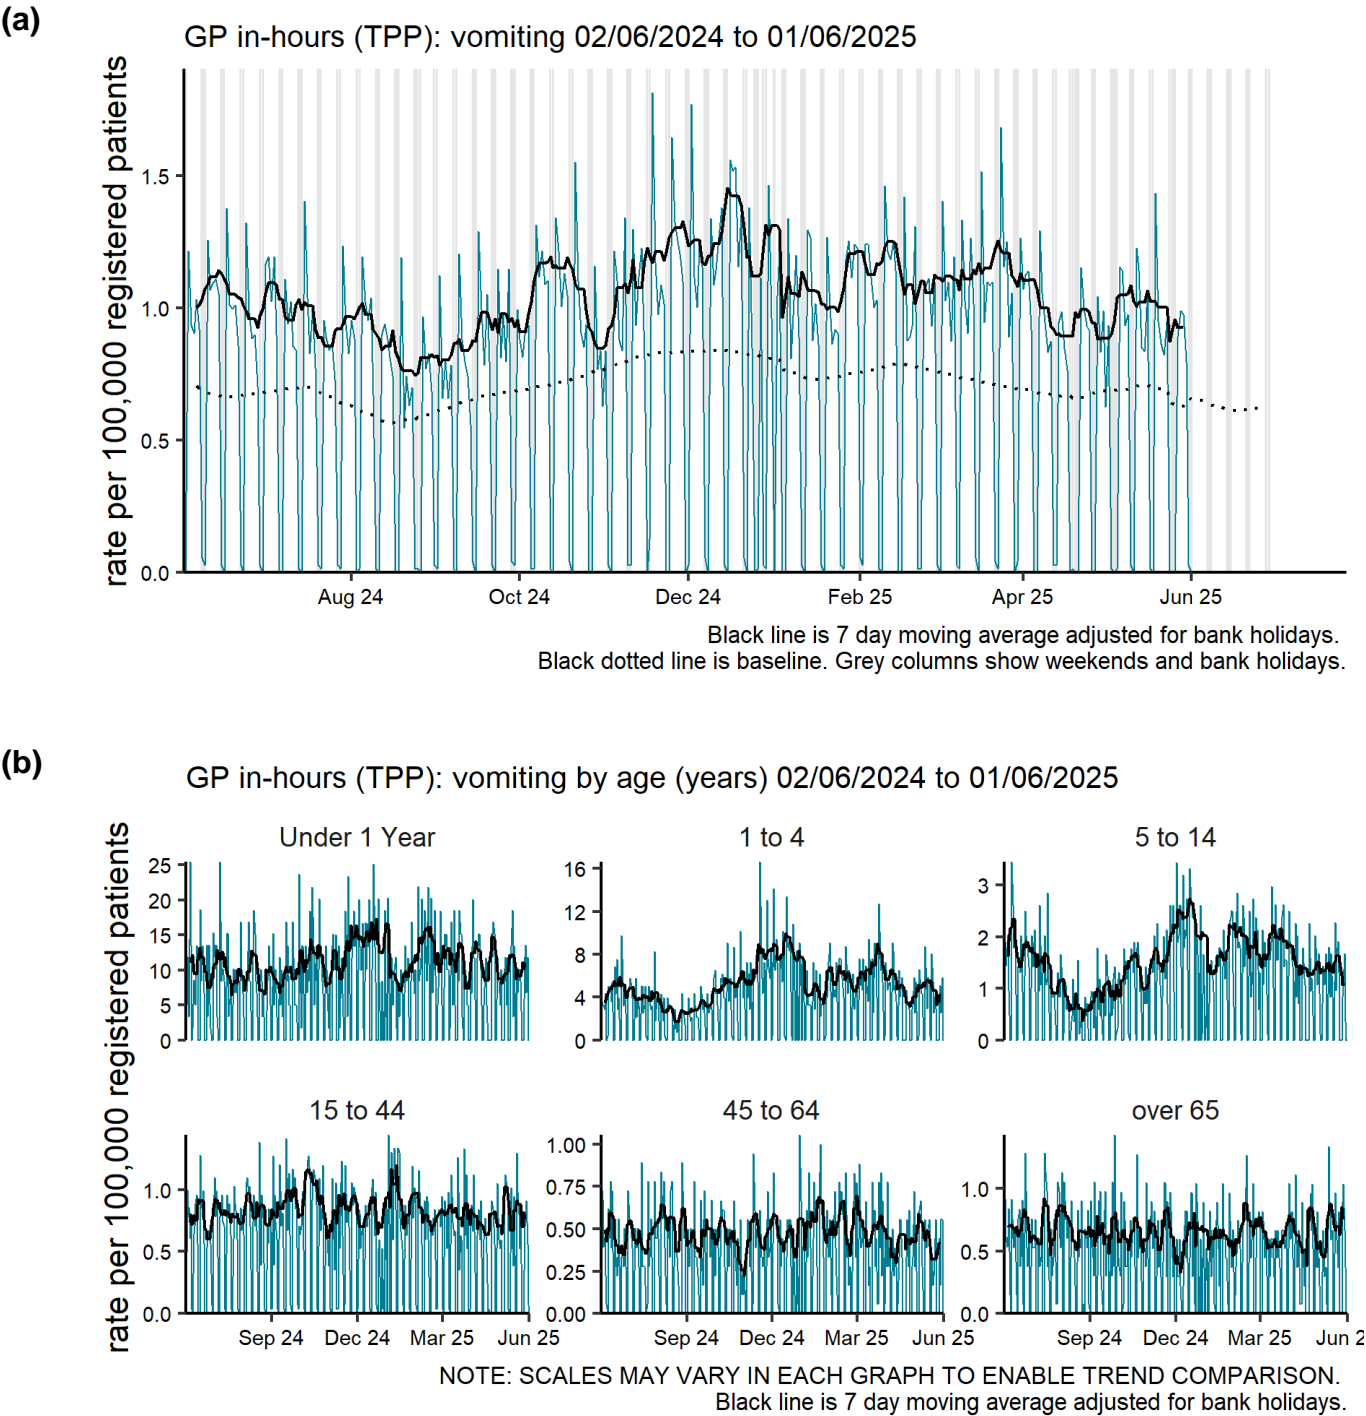 (a)
GP in-hours (TPP): vomiting 02/06/2024 to 01/06/2025
rate per 100,000 registered patients
1.5
1.0
0.5
0.0
Aug 24 Oct 24 Dec 24 Feb 25 Apr 25 Jun 25
Black line is 7 day moving average adjusted for bank holidays.
Black dotted line is baseline. Grey columns show weekends and bank holidays.
(b)
GP in-hours (TPP): vomiting by age (years) 02/06/2024 to 01/06/2025
rate per 100,000 registered patients
Under 1 Year
25
20
15
10
5
0
1 to 4
16
12
8
4
0
5 to 14
3
2
1
0
15 to 44
1.0
0.5
0.0
Sep 24 Dec 24 Mar 25 Jun 25
45 to 64
1.00
0.75
0.50
0.25
0.00
Sep 24 Dec 24 Mar 25 Jun 25
over 65
1.0
0.5
0.0
Sep 24 Dec 24 Mar 25 Jun 2
NOTE: SCALES MAY VARY IN EACH GRAPH TO ENABLE TREND COMPARISON.
Black line is 7 day moving average adjusted for bank holidays.